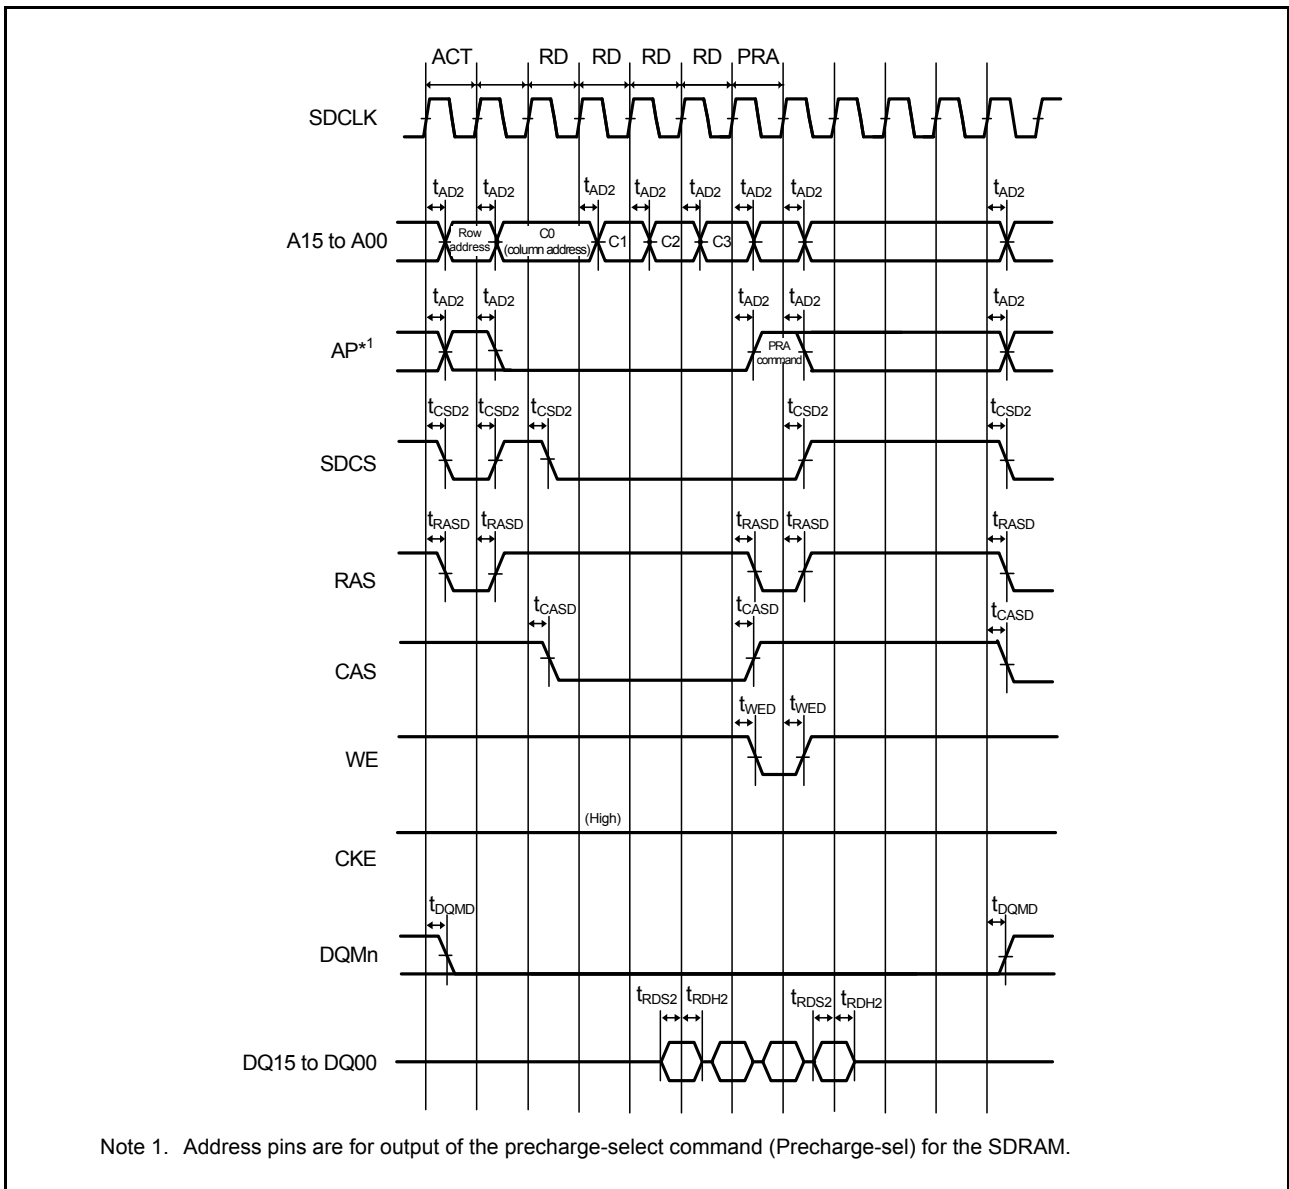 ACT RD RD RD RD PRA
SDCLK
tAD2 tAD2 tAD2 tAD2 tAD2 tAD2 tAD2 tAD2
A15 to A00
Row address
C0 (column address)
C1 C2 C3
tAD2 tAD2 tAD2 tAD2 tAD2
AP*1
PRA command
tCSD2 tCSD2 tCSD2 tCSD2 tCSD2
SDCS
tRASD tRASD tRASD tRASD tRASD
RAS
tCASD tCASD tCASD
CAS
tWED tWED
WE
(High)
CKE
tDQMD tDQMD
DQMn
tRDS2 tRDH2 tRDS2 tRDH2
DQ15 to DQ00
Note 1. Address pins are for output of the precharge-select command (Precharge-sel) for the SDRAM.